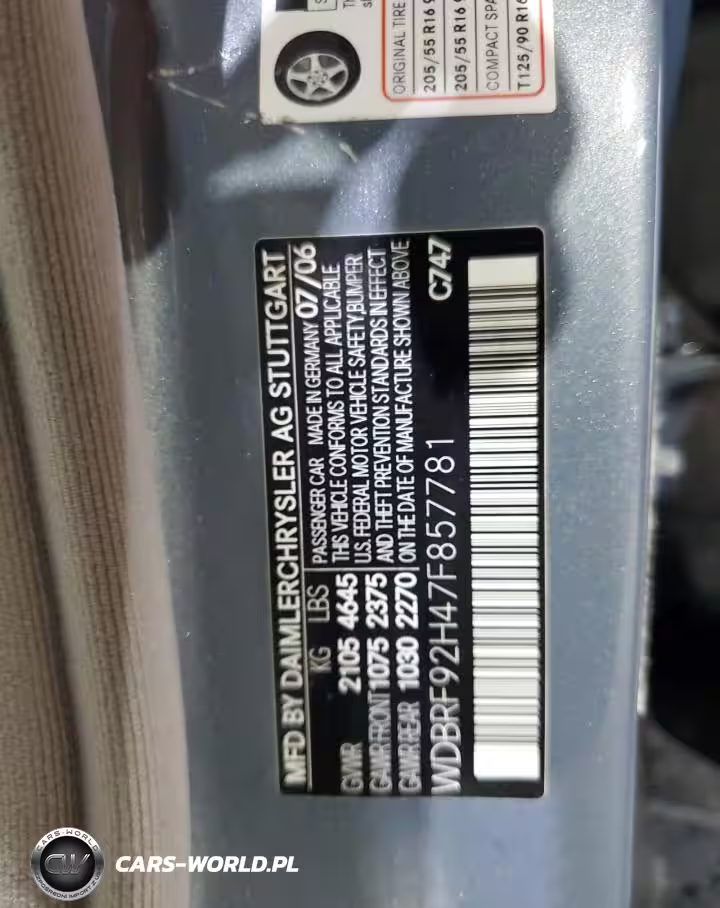 ORIGINAL TIRE
205/55 R16
205/55 R16
COMPACT
T125/90 R16
MFD BY DAIMLERCHRYSLER AG STUTTGART
KG LBS PASSENGER CAR MADE IN GERMANY 07/06
GVWR 2105 4645 THIS VEHICLE CONFORMS TO ALL APPLICABLE
U.S. FEDERAL MOTOR VEHICLE SAFETY,BUMPER
GAWR FRONT 1075 2375 AND THEFT PREVENTION STANDARDS IN EFFECT
GAWR REAR 1030 2270 ON THE DATE OF MANUFACTURE SHOWN ABOVE
WDBRF92H47F857781 C747
CARS-WORLD
CW
CARS-WORLD.PL